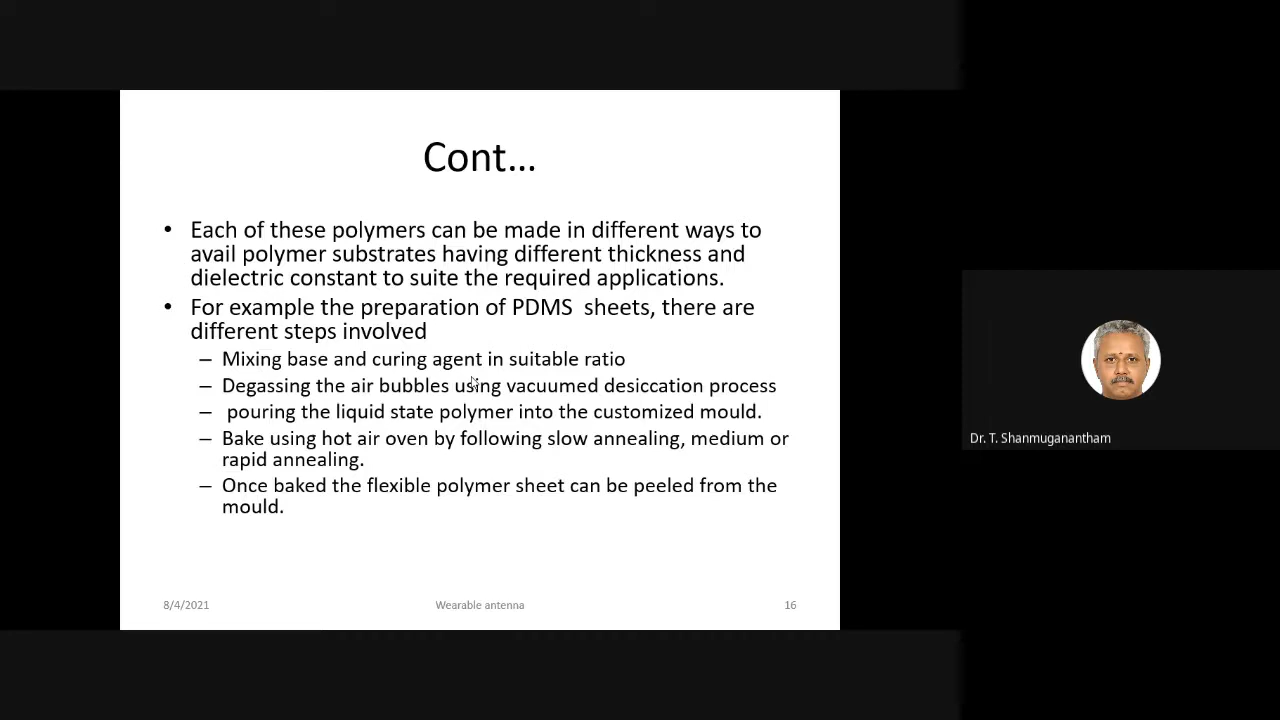 Cont...
• Each of these polymers can be made in different ways to
avail polymer substrates having different thickness and
dielectric constant to suite the required applications.
• For example the preparation of PDMS  sheets, there are
different steps involved
– Mixing base and curing agent in suitable ratio
– Degassing the air bubbles using vacuumed desiccation process
–  pouring the liquid state polymer into the customized mould.
– Bake using hot air oven by following slow annealing, medium or
rapid annealing.
– Once baked the flexible polymer sheet can be peeled from the
mould.
8/4/2021 Wearable antenna 16
Dr. T. Shanmuganantham